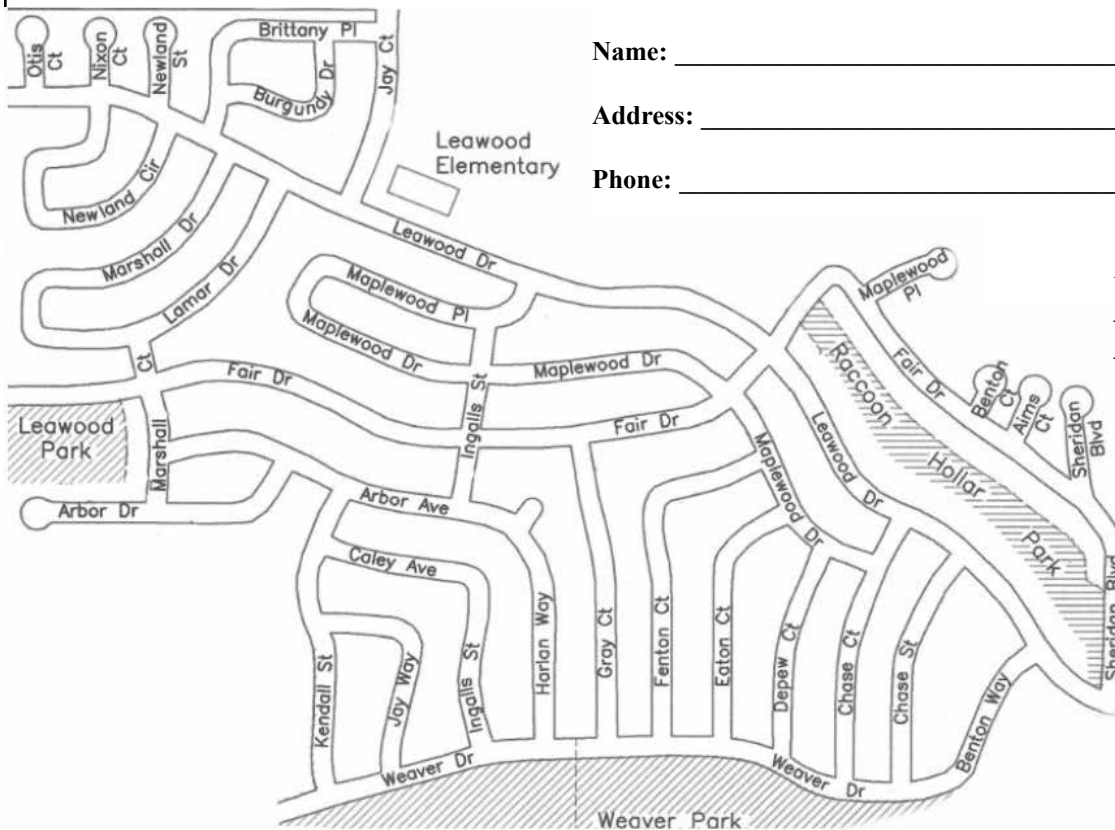 Otis Ct
Nixon Ct
Newland St
Brittany Pl
Burgundy Dr
Jay Ct
Name:
Address:
Phone:
Leawood
Elementary
Newland Cir
Marshall Dr
Lamar Dr
Leawood Dr
Maplewood Pl
Maplewood Dr
Maplewood Dr
Maplewood Pl
Fair Dr
Fair Dr
Fair Dr
Ingalls St
Marshall Ct
Leawood
Park
Arbor Dr
Arbor Ave
Raccoon Hollar Park
Benton Ct
Aims Ct
Sheridan Blvd
Sheridan Blvd
Leawood Dr
Maplewood Dr
Caley Ave
Kendall St
Jay Way
Ingalls St
Harlan Way
Gray Ct
Fenton Ct
Eaton Ct
Depew Ct
Chase Ct
Chase St
Benton Way
Weaver Dr
Weaver Dr
Weaver Park